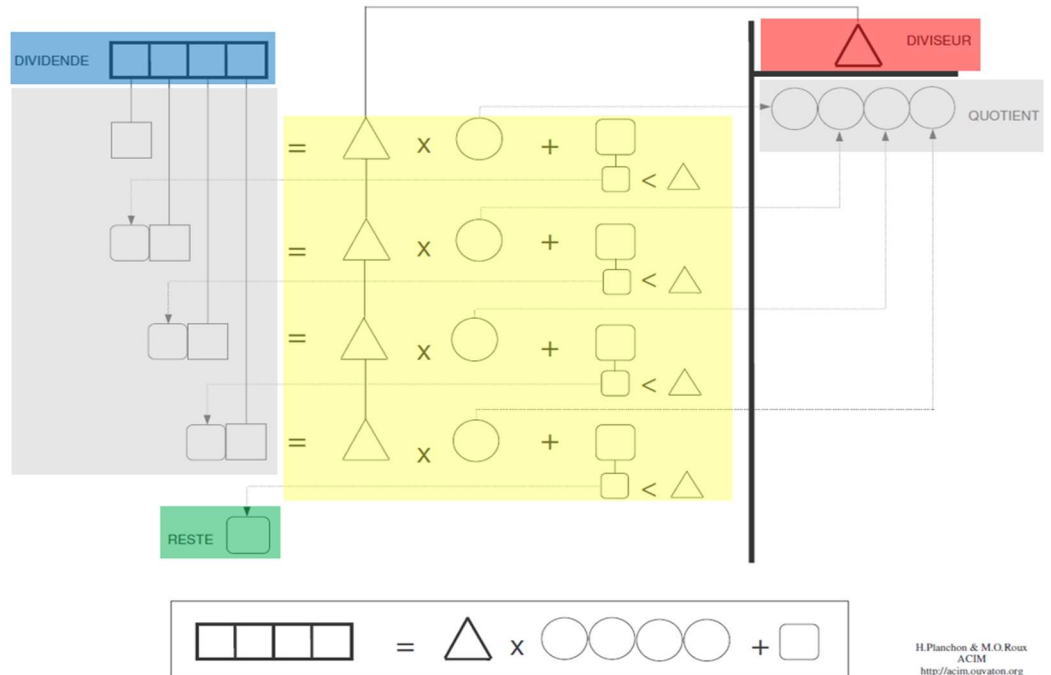 DIVIDENDE
DIVISEUR
QUOTIENT
= x +
<
= x +
<
= x +
<
= x +
<
RESTE
= x +
H.Planchon & M.O.Roux
ACIM
http://acim.ouvaton.org